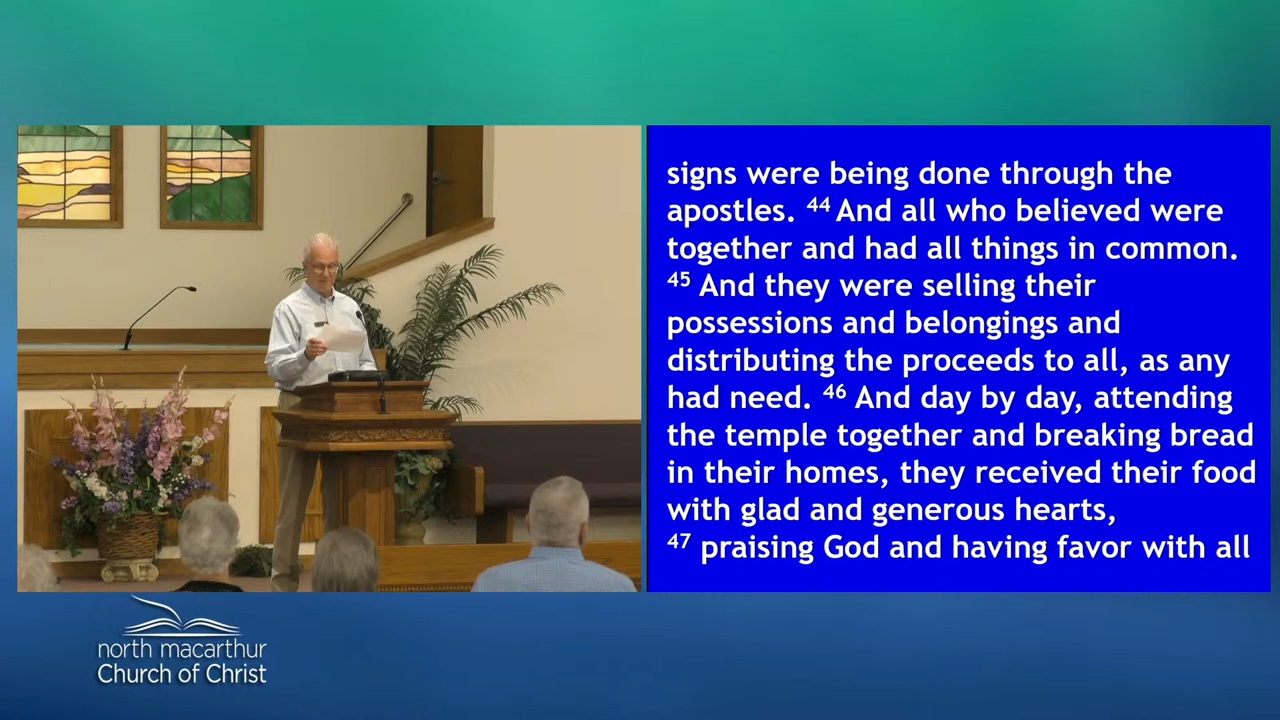 signs were being done through the
apostles. 44 And all who believed were
together and had all things in common.
45 And they were selling their
possessions and belongings and
distributing the proceeds to all, as any
had need. 46 And day by day, attending
the temple together and breaking bread
in their homes, they received their food
with glad and generous hearts,
47 praising God and having favor with all
north macarthur
Church of Christ